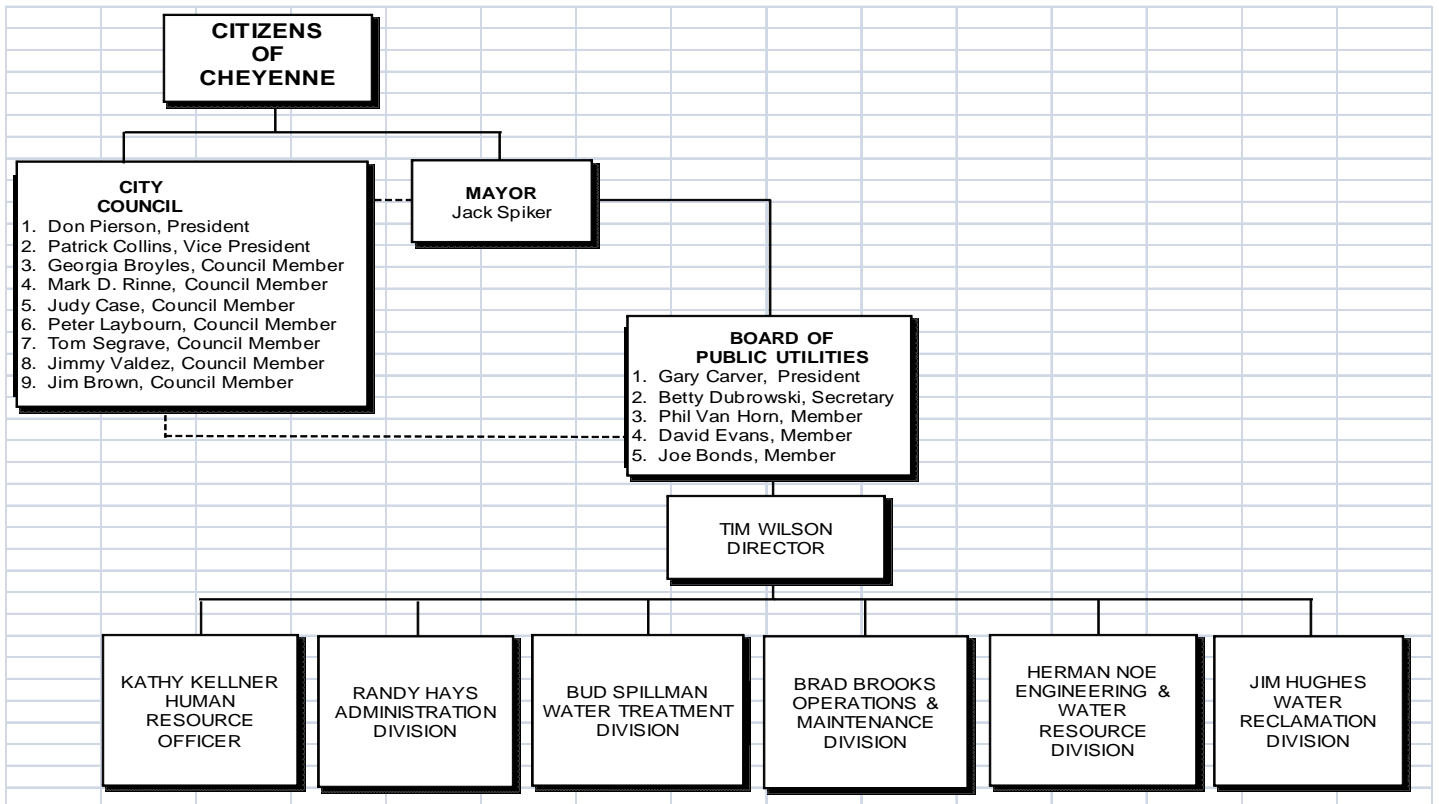 CITIZENS
OF
CHEYENNE
CITY
COUNCIL
1. Don Pierson, President
2. Patrick Collins, Vice President
3. Georgia Broyles, Council Member
4. Mark D. Rinne, Council Member
5. Judy Case, Council Member
6. Peter Laybourn, Council Member
7. Tom Segrave, Council Member
8. Jimmy Valdez, Council Member
9. Jim Brown, Council Member
MAYOR
Jack Spiker
BOARD OF
PUBLIC UTILITIES
1. Gary Carver, President
2. Betty Dubrowski, Secretary
3. Phil Van Horn, Member
4. David Evans, Member
5. Joe Bonds, Member
TIM WILSON
DIRECTOR
KATHY KELLNER
HUMAN
RESOURCE
OFFICER
RANDY HAYS
ADMINISTRATION
DIVISION
BUD SPILLMAN
WATER TREATMENT
DIVISION
BRAD BROOKS
OPERATIONS &
MAINTENANCE
DIVISION
HERMAN NOE
ENGINEERING &
WATER
RESOURCE
DIVISION
JIM HUGHES
WATER
RECLAMATION
DIVISION